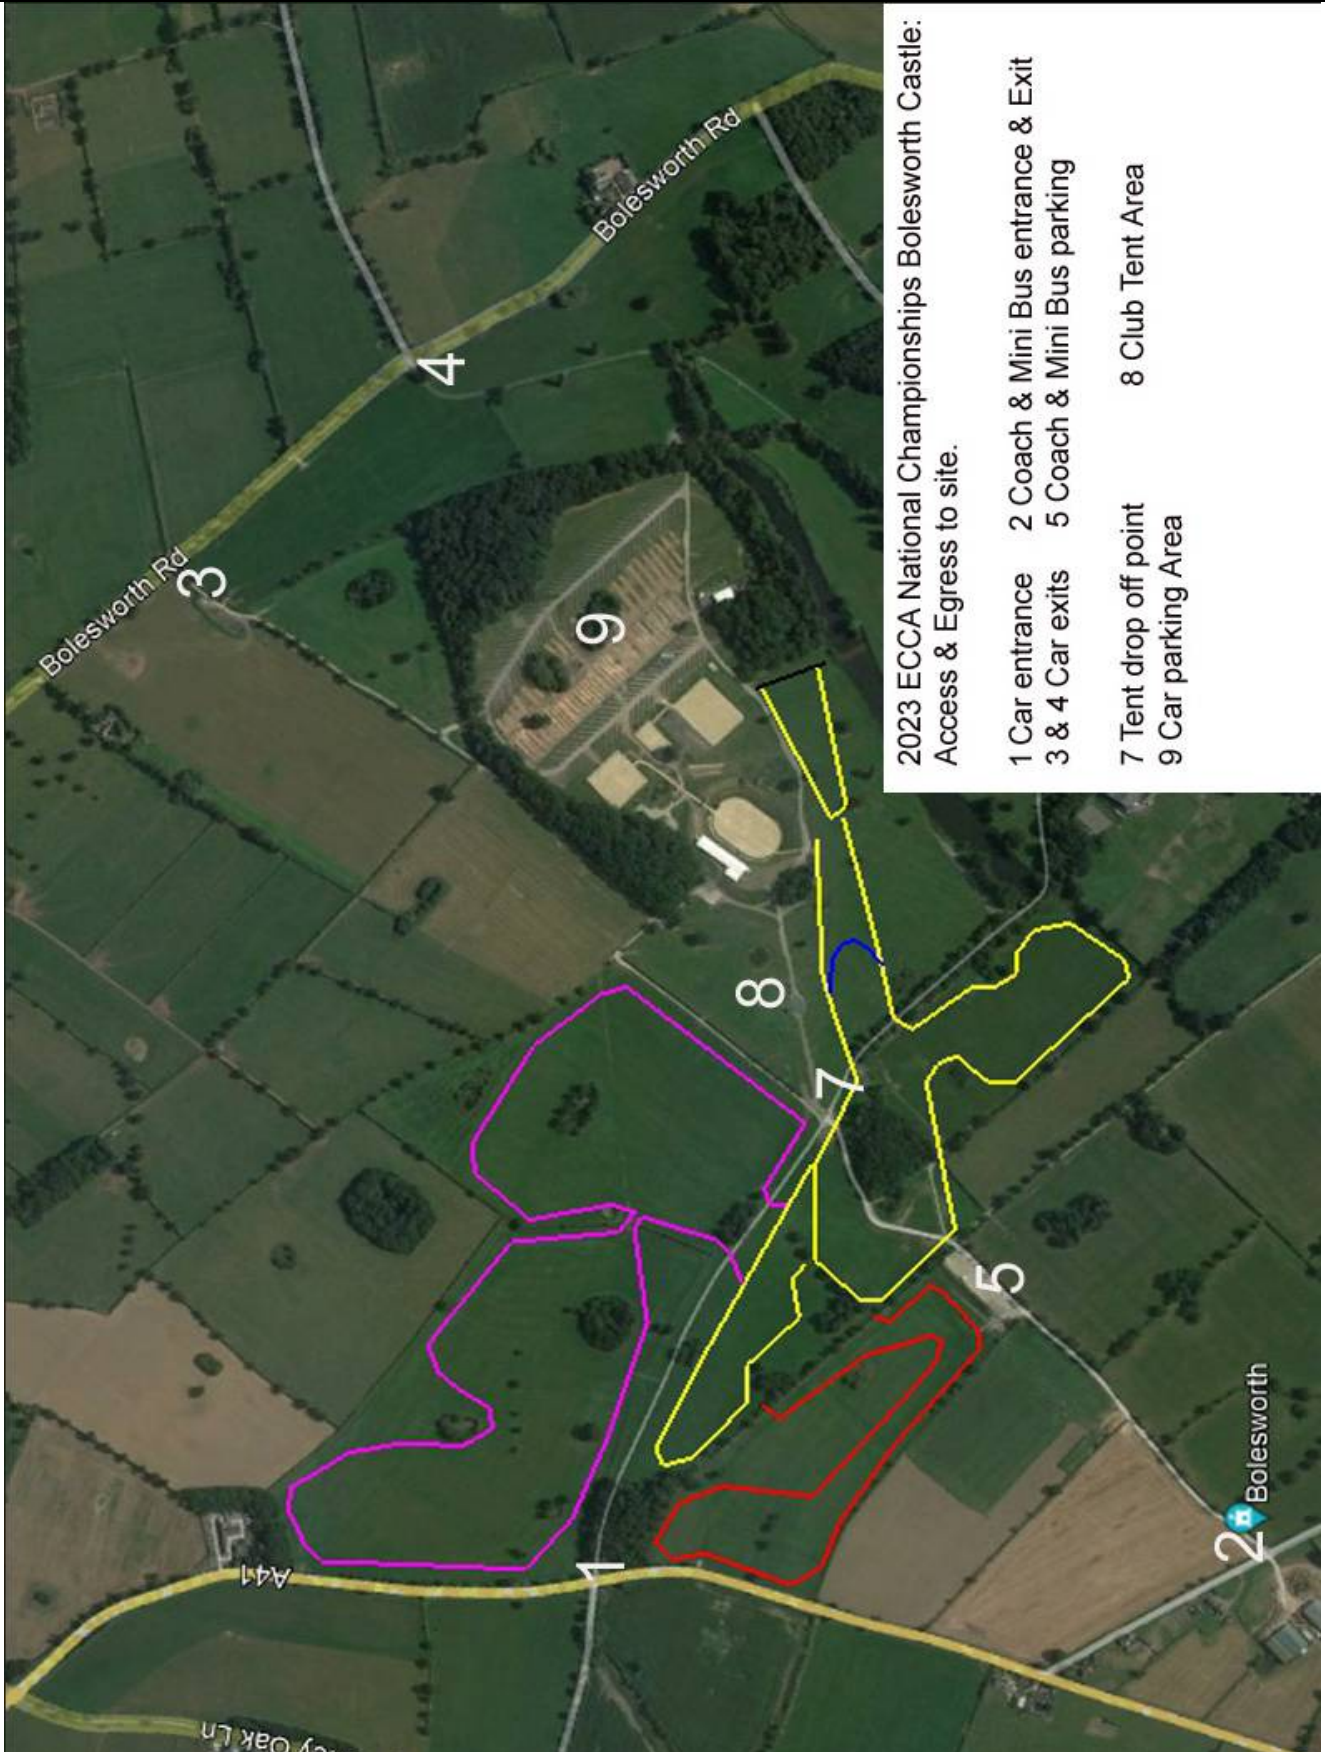 2023 ECCA National Championships Bolesworth Castle:
Access & Egress to site.
1 Car entrance 2 Coach & Mini Bus entrance & Exit
3 & 4 Car exits 5 Coach & Mini Bus parking
7 Tent drop off point 8 Club Tent Area
9 Car parking Area
A41
1
2
Bolesworth
5
7
8
9
3
Bolesworth Rd
4
Bolesworth Rd
Oak Ln